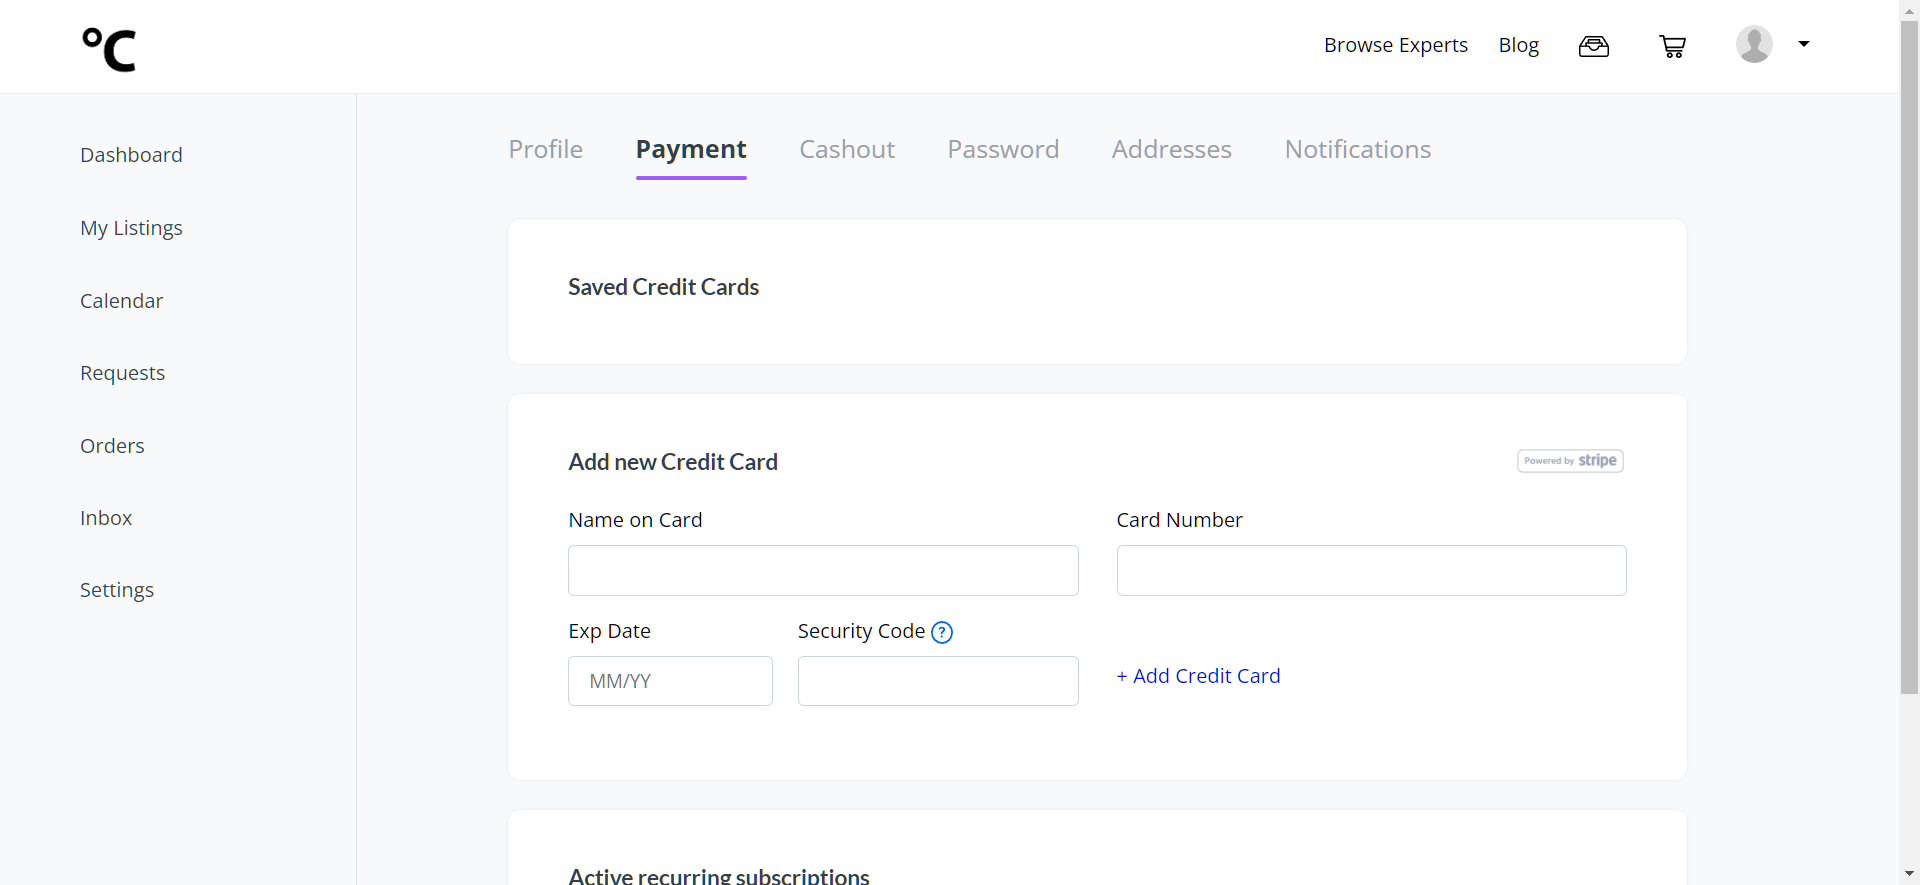 °C
Browse Experts Blog
Dashboard
My Listings
Calendar
Requests
Orders
Inbox
Settings
Profile Payment Cashout Password Addresses Notifications
Saved Credit Cards
Add new Credit Card
Powered by stripe
Name on Card Card Number
Exp Date Security Code ?
MM/YY
+ Add Credit Card
Active recurring subscriptions